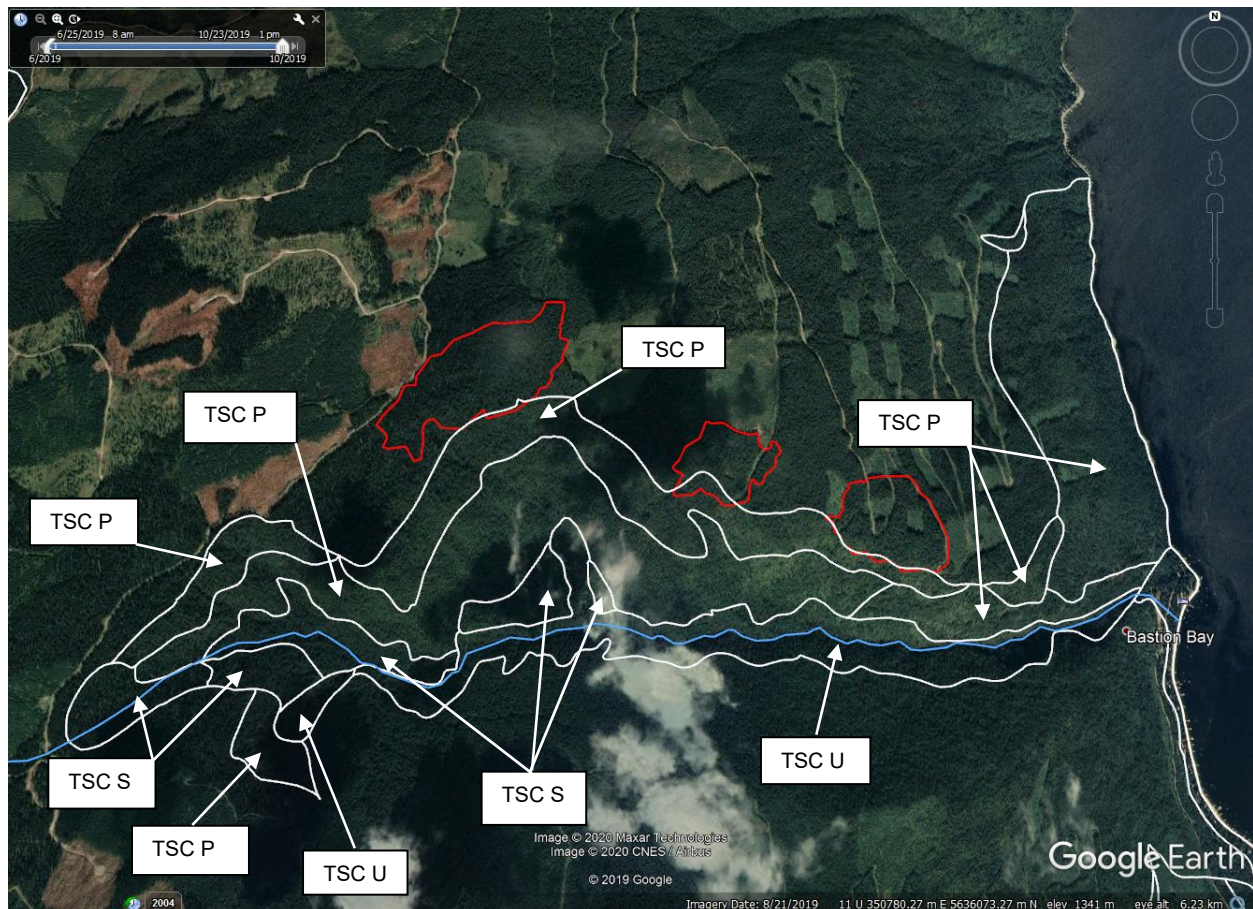 6/25/2019 8 am 10/23/2019 1 pm
6/2019 10/2019
N
TSC P
TSC P
TSC P
TSC P
Bastion Bay
TSC U
TSC S
TSC S
TSC P
TSC U
Image © 2020 Maxar Technologies
Image © 2020 CNES / Airbus
© 2019 Google
Google Earth
2004
Imagery Date: 8/21/2019 11 U 350780.27 m E 5636073.27 m N elev 1341 m eye alt 6.23 km